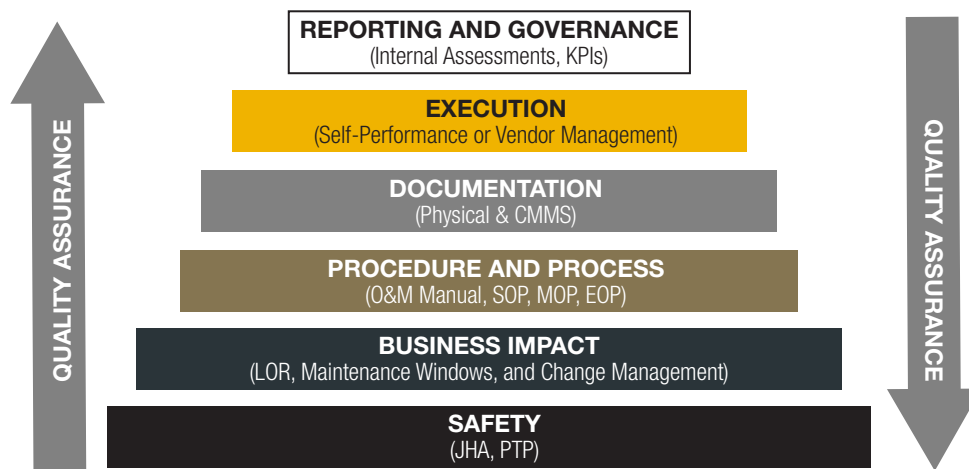 REPORTING AND GOVERNANCE
(Internal Assessments, KPIs)
EXECUTION
(Self-Performance or Vendor Management)
DOCUMENTATION
(Physical & CMMS)
PROCEDURE AND PROCESS
(O&M Manual, SOP, MOP, EOP)
BUSINESS IMPACT
(LOR, Maintenance Windows, and Change Management)
SAFETY
(JHA, PTP)
QUALITY ASSURANCE
QUALITY ASSURANCE